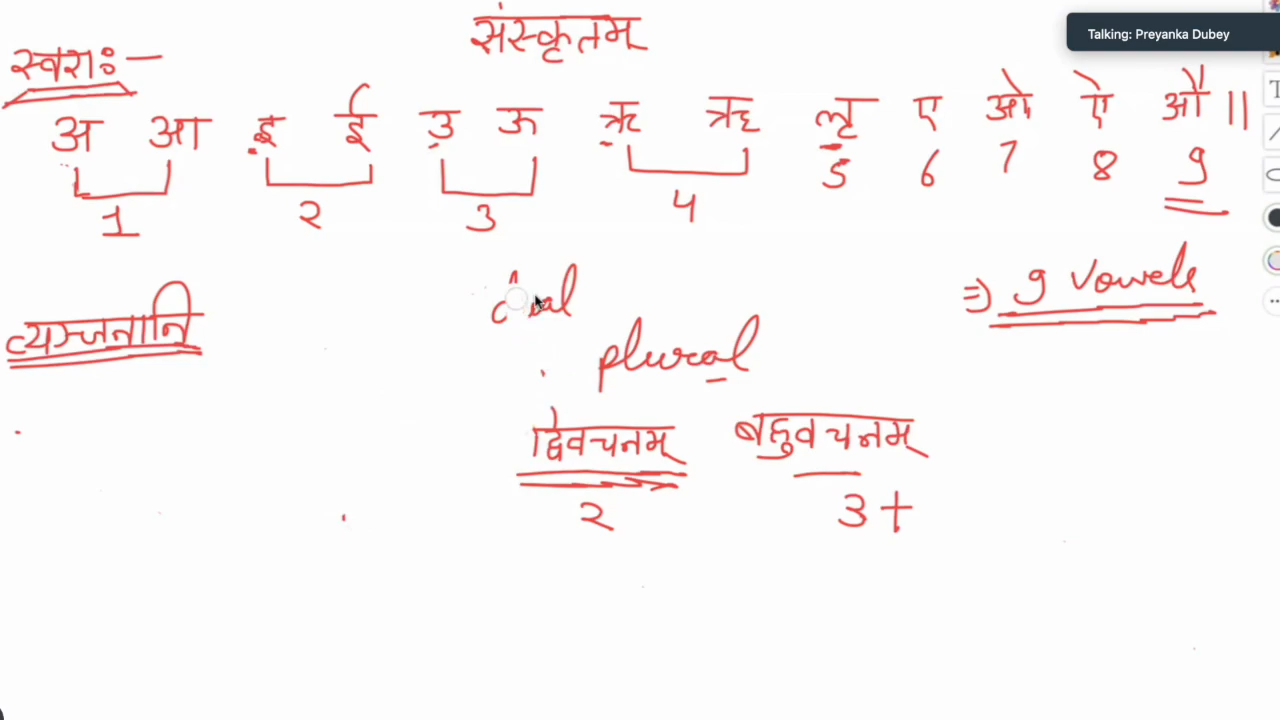 संस्कृतम्
Talking: Preyanka Dubey
स्वराः —
अ आ इ ई उ ऊ ऋ ॠ लृ ए ओ ऐ औ ॥
1 2 3 4 5 6 7 8 9
⇒ 9 vowels
व्यञ्जनानि
dual
plural
द्विवचनम् बहुवचनम्
2 3+